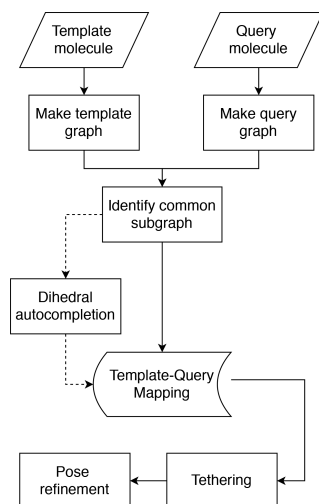 Template
molecule
Query
molecule
Make template
graph
Make query
graph
Identify common
subgraph
Dihedral
autocompletion
Template-Query
Mapping
Pose
refinement
Tethering